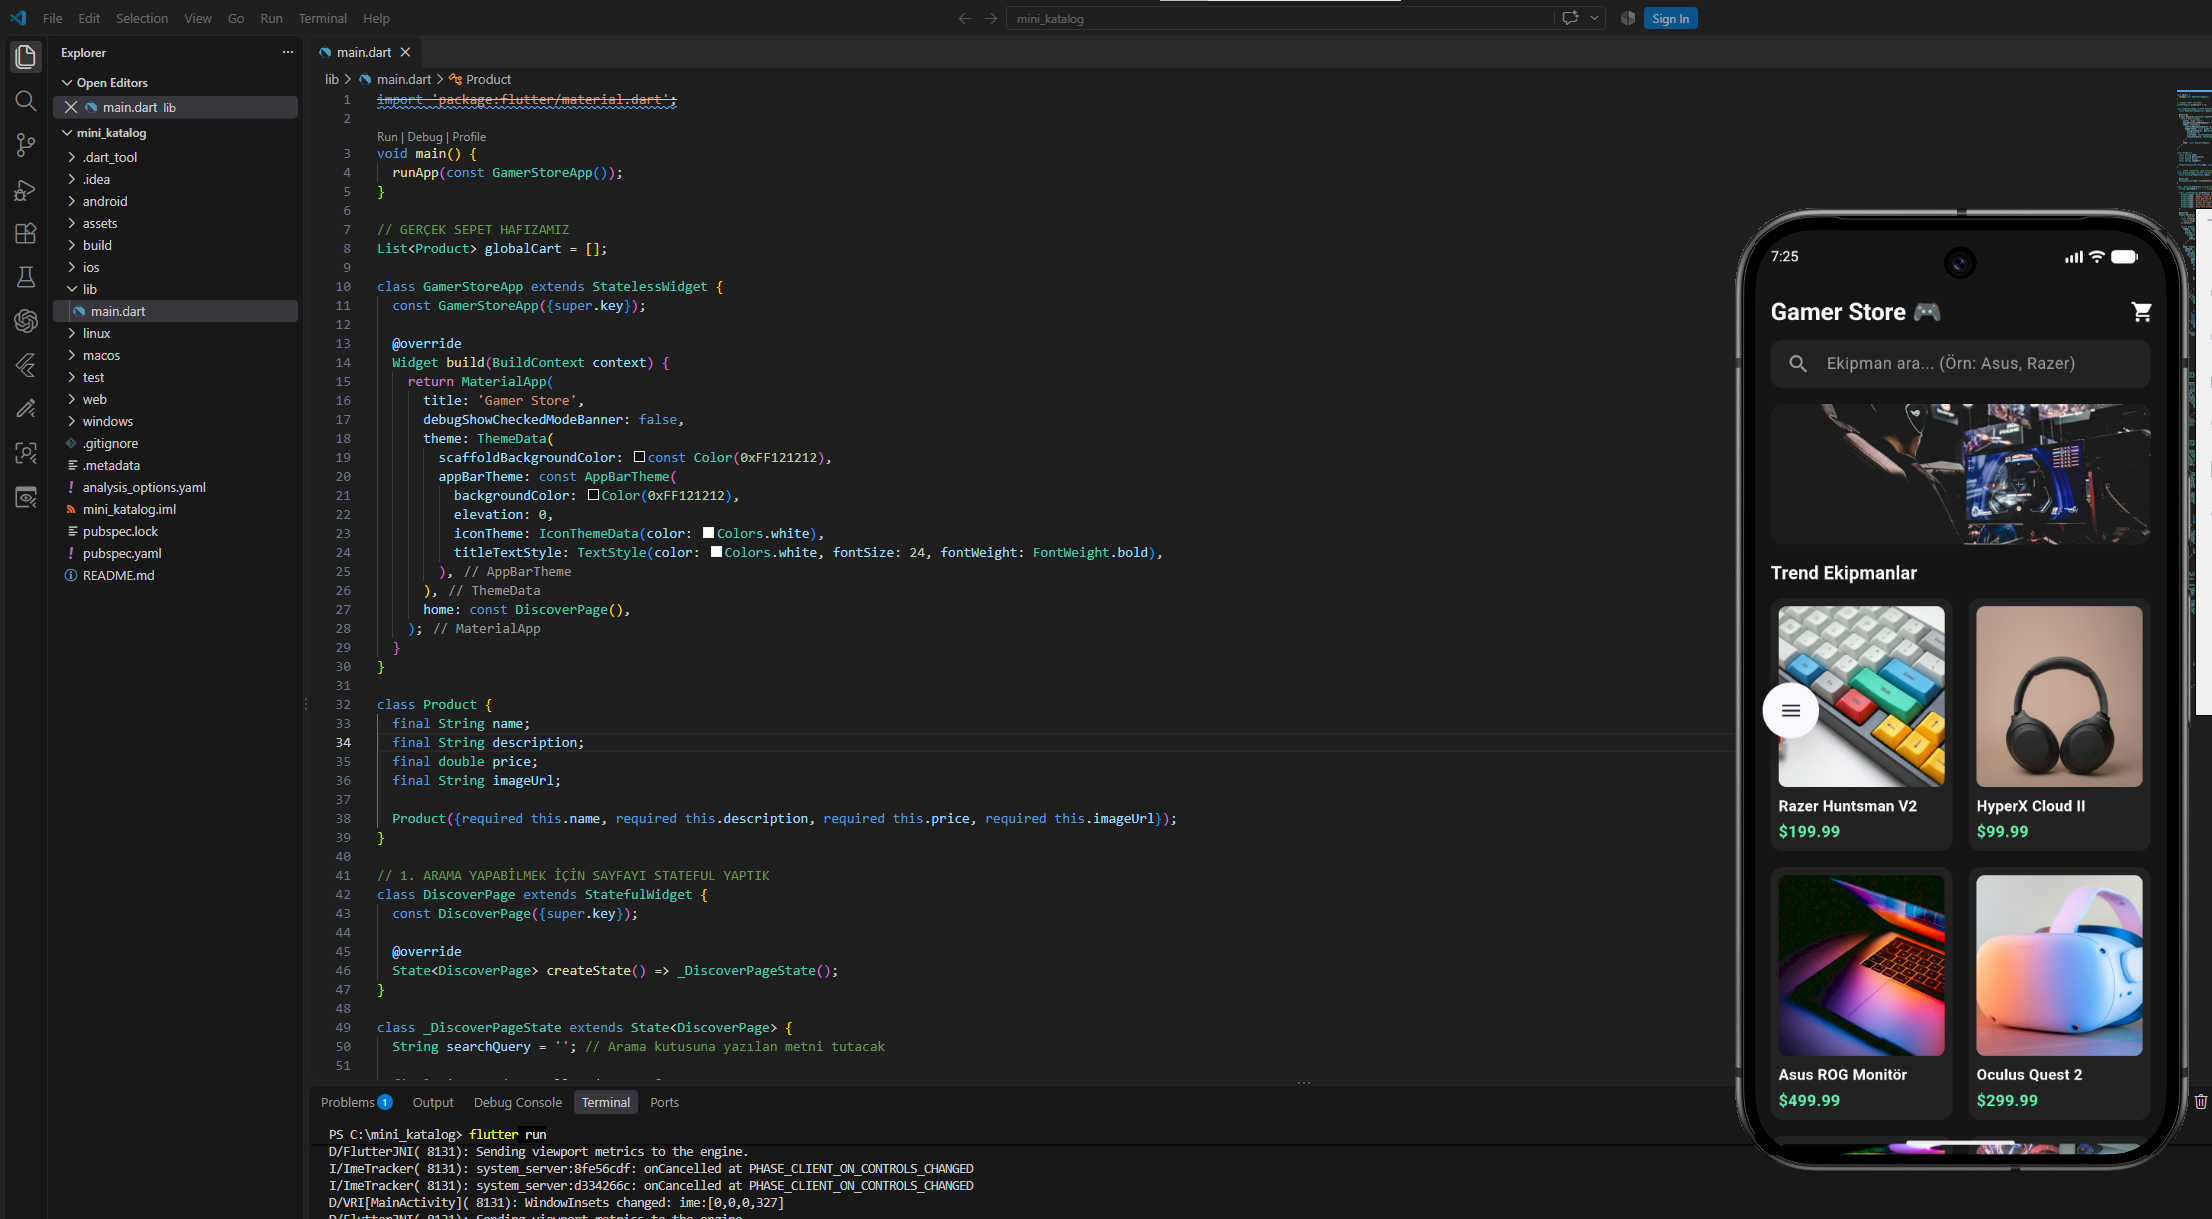 File Edit Selection View Go Run Terminal Help
mini_katalog
Sign In
Explorer
Open Editors
main.dart lib
mini_katalog
.dart_tool
.idea
android
assets
build
ios
lib
main.dart
linux
macos
test
web
windows
.gitignore
.metadata
analysis_options.yaml
mini_katalog.iml
pubspec.lock
pubspec.yaml
README.md
main.dart
lib > main.dart > Product
1 import 'package:flutter/material.dart';
2
Run | Debug | Profile
3 void main() {
4 runApp(const GamerStoreApp());
5 }
6
7 // GERÇEK SEPET HAFIZAMIZ
8 List<Product> globalCart = [];
9
10 class GamerStoreApp extends StatelessWidget {
11 const GamerStoreApp({super.key});
12
13 @override
14 Widget build(BuildContext context) {
15 return MaterialApp(
16 title: 'Gamer Store',
17 debugShowCheckedModeBanner: false,
18 theme: ThemeData(
19 scaffoldBackgroundColor: const Color(0xFF121212),
20 appBarTheme: const AppBarTheme(
21 backgroundColor: Color(0xFF121212),
22 elevation: 0,
23 iconTheme: IconThemeData(color: Colors.white),
24 titleTextStyle: TextStyle(color: Colors.white, fontSize: 24, fontWeight: FontWeight.bold),
25 ), // AppBarTheme
26 ), // ThemeData
27 home: const DiscoverPage(),
28 ); // MaterialApp
29 }
30 }
31
32 class Product {
33 final String name;
34 final String description;
35 final double price;
36 final String imageUrl;
37
38 Product({required this.name, required this.description, required this.price, required this.imageUrl});
39 }
40
41 // 1. ARAMA YAPABİLMEK İÇİN SAYFAYI STATEFUL YAPTIK
42 class DiscoverPage extends StatefulWidget {
43 const DiscoverPage({super.key});
44
45 @override
46 State<DiscoverPage> createState() => _DiscoverPageState();
47 }
48
49 class _DiscoverPageState extends State<DiscoverPage> {
50 String searchQuery = ''; // Arama kutusuna yazılan metni tutacak
51
Problems 1 Output Debug Console Terminal Ports
PS C:\mini_katalog> flutter run
D/FlutterJNI( 8131): Sending viewport metrics to the engine.
I/ImeTracker( 8131): system_server:8fe56cdf: onCancelled at PHASE_CLIENT_ON_CONTROLS_CHANGED
I/ImeTracker( 8131): system_server:d334266c: onCancelled at PHASE_CLIENT_ON_CONTROLS_CHANGED
D/VRI[MainActivity]( 8131): WindowInsets changed: ime:[0,0,0,327]
D/FlutterJNI( 8131): Sending viewport metrics to the engine.
7:25
Gamer Store 🎮
Ekipman ara... (Örn: Asus, Razer)
Trend Ekipmanlar
Razer Huntsman V2
$199.99
HyperX Cloud II
$99.99
Asus ROG Monitör
$499.99
Oculus Quest 2
$299.99